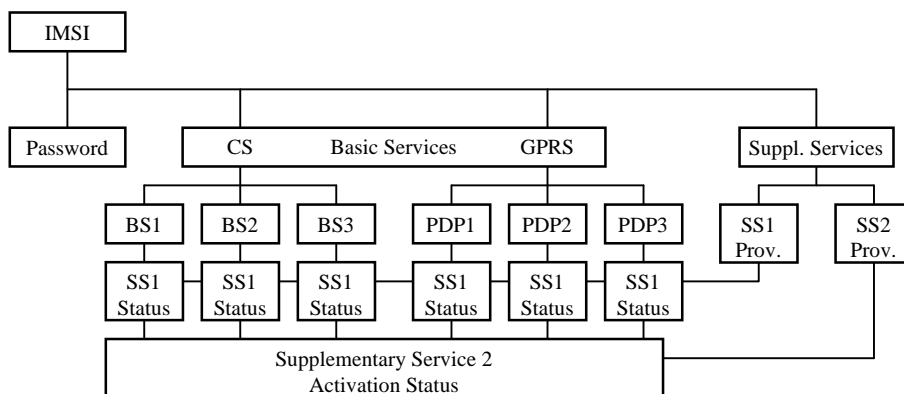 IMSI
Password
CS Basic Services GPRS
Suppl. Services
BS1 BS2 BS3 PDP1 PDP2 PDP3 SS1 SS2
Prov. Prov.
SS1 SS1 SS1 SS1 SS1 SS1
Status Status Status Status Status Status
Supplementary Service 2
Activation Status